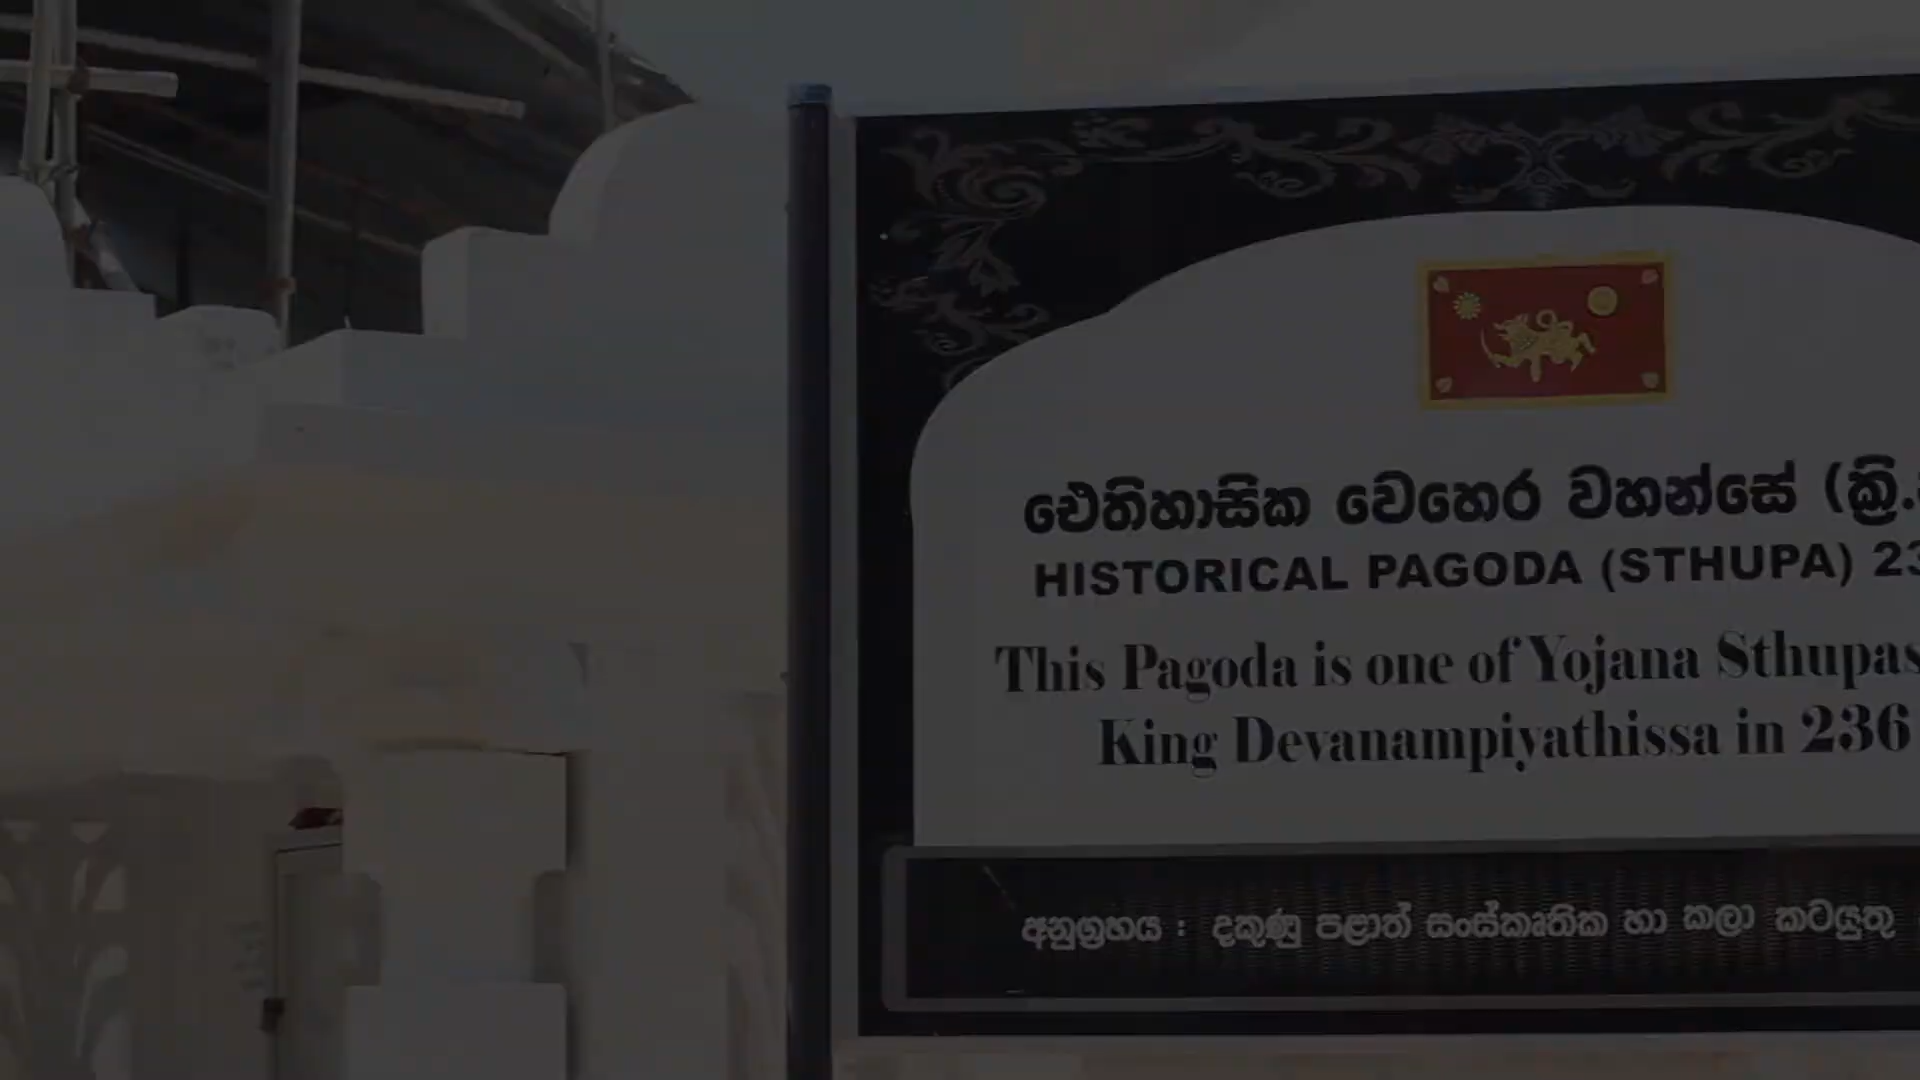 ඓතිහාසික වෙහෙර වහන්සේ (ක්‍රි.
HISTORICAL PAGODA (STHUPA) 23
This Pagoda is one of Yojana Sthupas
King Devanampiyathissa in 236
අනුග්‍රහය : දකුණු පළාත් සංස්කෘතික හා කලා කටයුතු